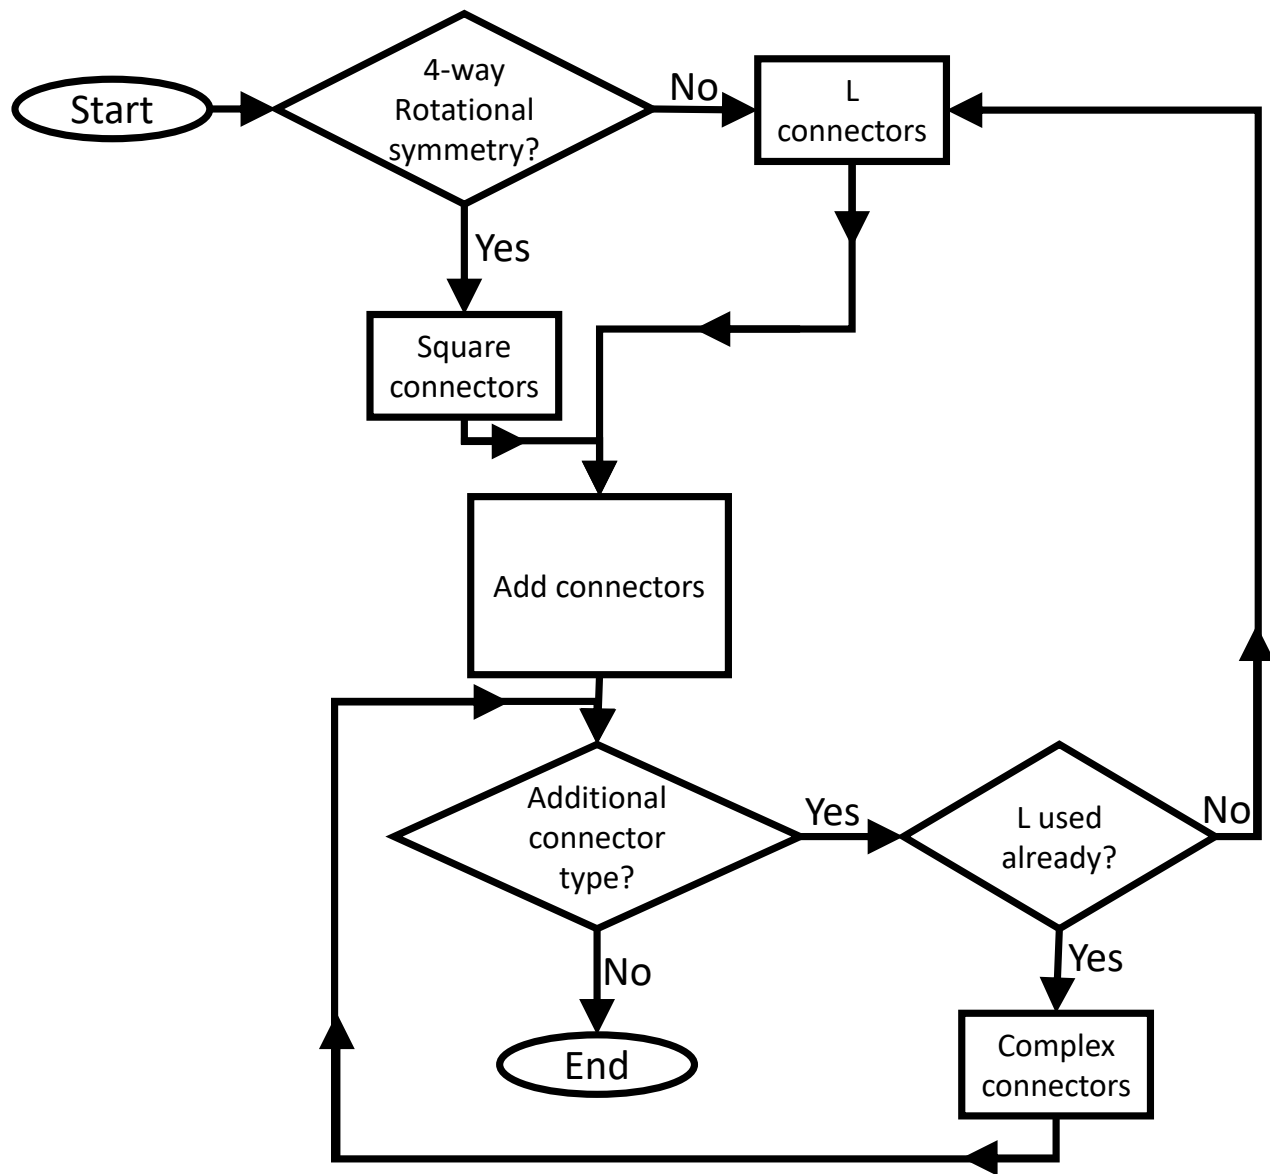 Start
4-way
Rotational
symmetry?
No
L
connectors
Yes
Square
connectors
Add connectors
Additional
connector
type?
Yes
L used
already?
No
No
Yes
End
Complex
connectors